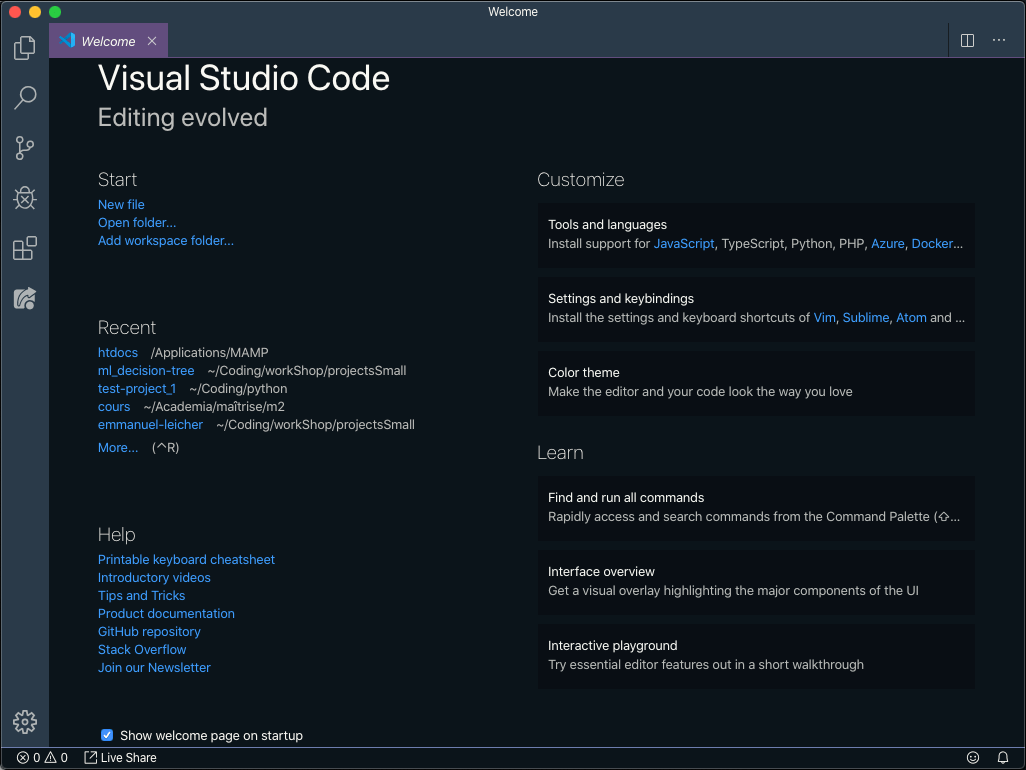 Welcome
Welcome
Visual Studio Code
Editing evolved
Start
New file
Open folder...
Add workspace folder...
Recent
htdocs /Applications/MAMP
ml_decision-tree ~/Coding/workShop/projectsSmall
test-project_1 ~/Coding/python
cours ~/Academia/maîtrise/m2
emmanuel-leicher ~/Coding/workShop/projectsSmall
More... (^R)
Help
Printable keyboard cheatsheet
Introductory videos
Tips and Tricks
Product documentation
GitHub repository
Stack Overflow
Join our Newsletter
Show welcome page on startup
Customize
Tools and languages
Install support for JavaScript, TypeScript, Python, PHP, Azure, Docker...
Settings and keybindings
Install the settings and keyboard shortcuts of Vim, Sublime, Atom and ...
Color theme
Make the editor and your code look the way you love
Learn
Find and run all commands
Rapidly access and search commands from the Command Palette (⇧...
Interface overview
Get a visual overlay highlighting the major components of the UI
Interactive playground
Try essential editor features out in a short walkthrough
0 0 Live Share